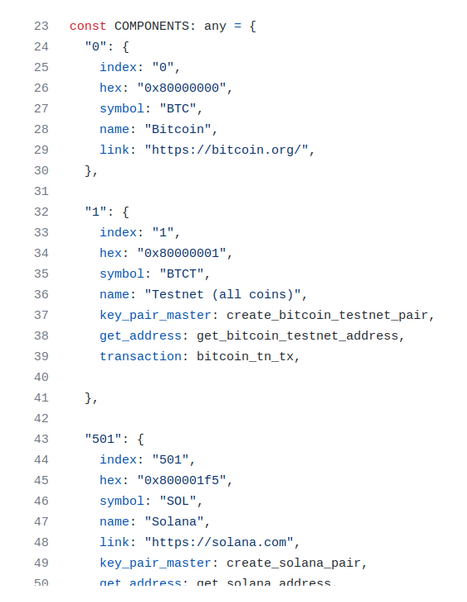 23 const COMPONENTS: any = {
24 "0": {
25 index: "0",
26 hex: "0x80000000",
27 symbol: "BTC",
28 name: "Bitcoin",
29 link: "https://bitcoin.org/",
30 },
31
32 "1": {
33 index: "1",
34 hex: "0x80000001",
35 symbol: "BTCT",
36 name: "Testnet (all coins)",
37 key_pair_master: create_bitcoin_testnet_pair,
38 get_address: get_bitcoin_testnet_address,
39 transaction: bitcoin_tn_tx,
40
41 },
42
43 "501": {
44 index: "501",
45 hex: "0x800001f5",
46 symbol: "SOL",
47 name: "Solana",
48 link: "https://solana.com",
49 key_pair_master: create_solana_pair,
50 get_address: get_solana_address,